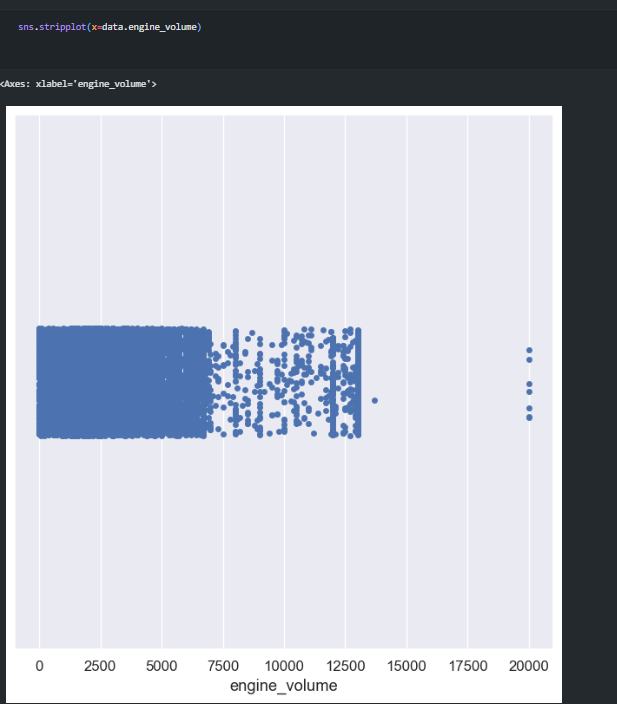 sns.stripplot(x=data.engine_volume)
<Axes: xlabel='engine_volume'>
0 2500 5000 7500 10000 12500 15000 17500 20000
engine_volume